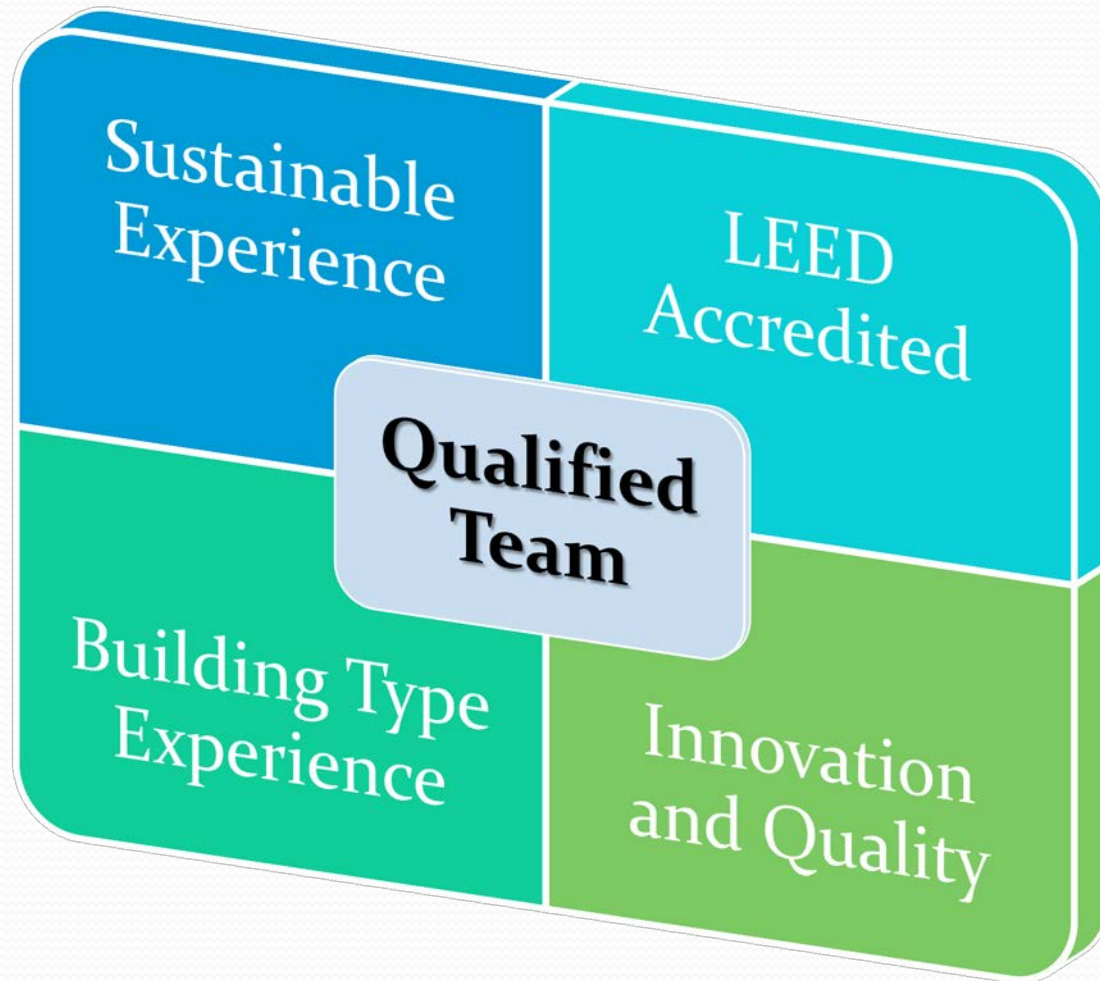 Sustainable
Experience
LEED
Accredited
Qualified
Team
Building Type
Experience
Innovation
and Quality